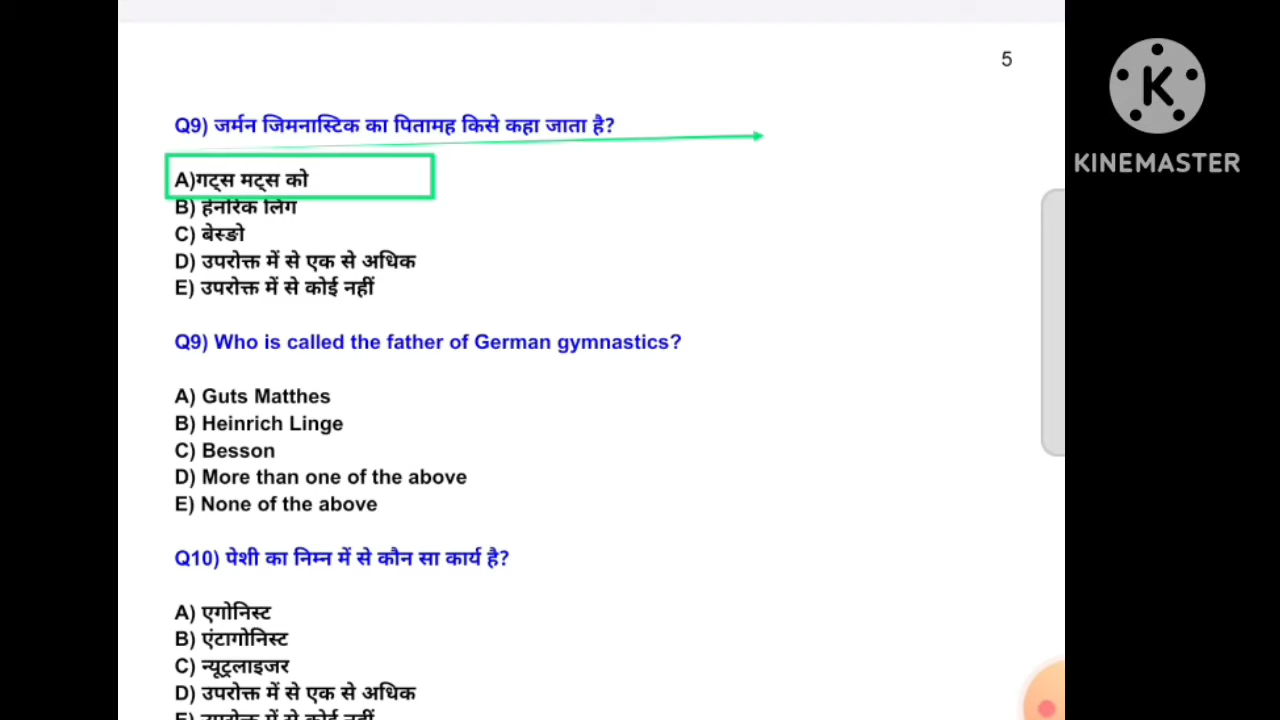 5
Q9) जर्मन जिमनास्टिक का पितामह किसे कहा जाता है?
A)गट्स मट्स को
B) हेनरिक लिंग
C) बेस्डो
D) उपरोक्त में से एक से अधिक
E) उपरोक्त में से कोई नहीं
Q9) Who is called the father of German gymnastics?
A) Guts Matthes
B) Heinrich Linge
C) Besson
D) More than one of the above
E) None of the above
Q10) पेशी का निम्न में से कौन सा कार्य है?
A) एगोनिस्ट
B) एंटागोनिस्ट
C) न्यूट्रलाइजर
D) उपरोक्त में से एक से अधिक
E) उपरोक्त में से कोई नहीं
K
KINEMASTER